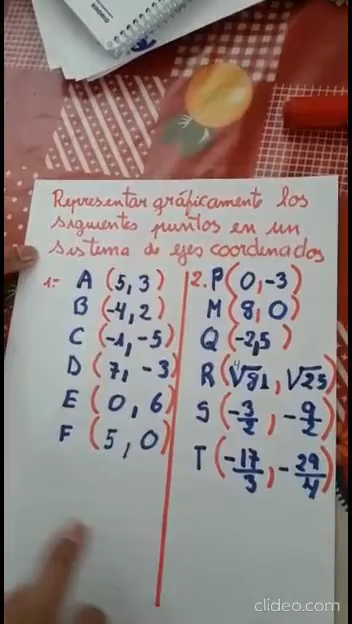 Representar gráficamente los
siguientes puntos en un
sistema de ejes coordenados
1:- A (5, 3)
B (-4, 2)
C (-1, -5)
D (7, -3)
E (0, 6)
F (5, 0)
2. P(0, -3)
M(8, 0)
Q(-2,5)
R(⁴√81, √25)
S(-3/2, -9/2)
T(-17/3, -29/4)
clideo.com